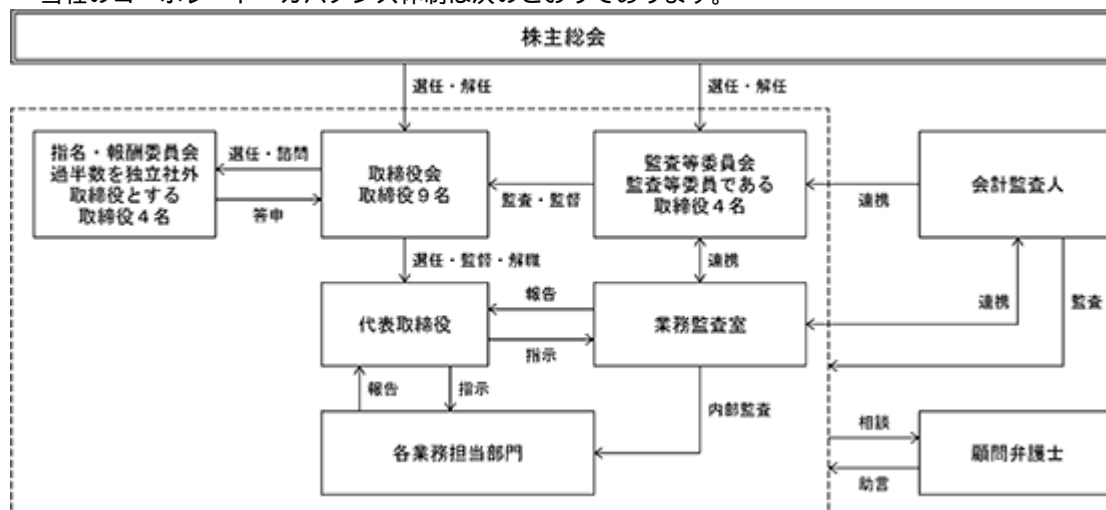 当社のコーポレート・ガバナンス体制は次のとおりであります。
株主総会
選任・解任
選任・解任
指名・報酬委員会
過半数を独立社外
取締役とする
取締役4名
選任・諮問
答申
取締役会
取締役9名
監査・監督
監査等委員会
監査等委員である
取締役4名
連携
会計監査人
選任・監督・解職
連携
代表取締役
報告
指示
業務監査室
連携
監査
報告
指示
内部監査
各業務担当部門
相談
助言
顧問弁護士